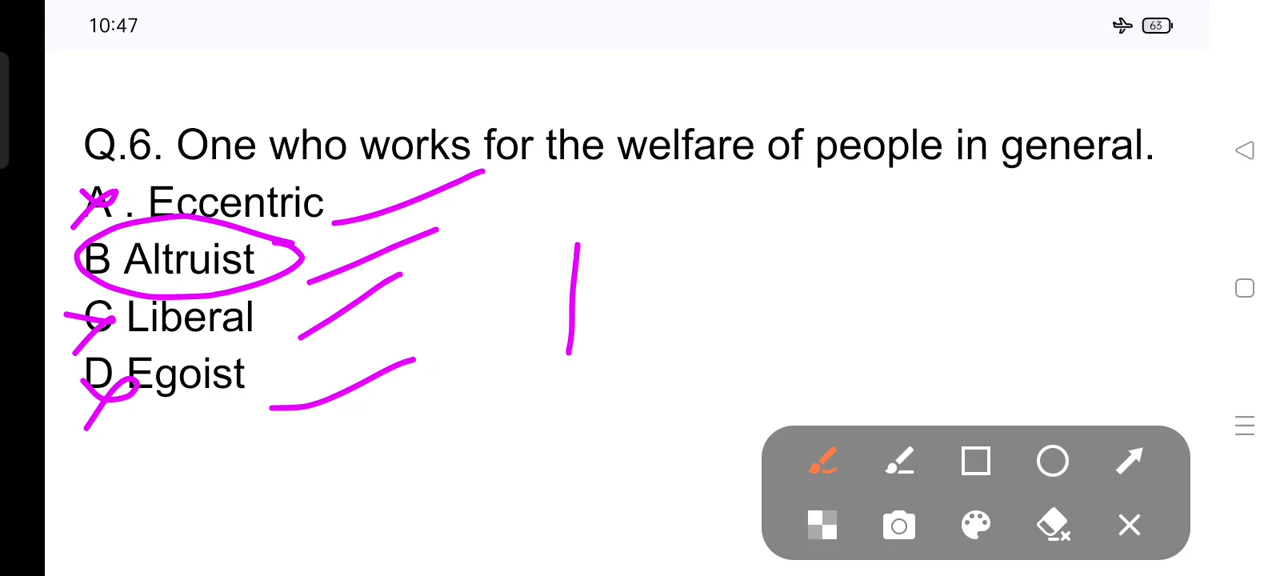 10:47
63
Q.6. One who works for the welfare of people in general.
A . Eccentric
B Altruist
C Liberal
D Egoist